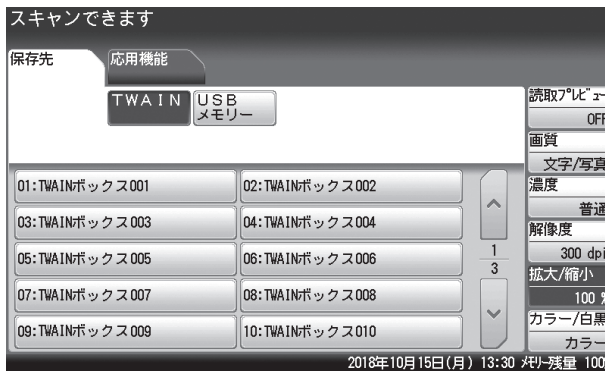 スキャンできます
保存先
応用機能
TWAIN
USB
メモリー
01:TWAINボックス001
02:TWAINボックス002
03:TWAINボックス003
04:TWAINボックス004
05:TWAINボックス005
06:TWAINボックス006
07:TWAINボックス007
08:TWAINボックス008
09:TWAINボックス009
10:TWAINボックス010
1
3
読取プレビュー
OFF
画質
文字/写真
濃度
普通
解像度
300 dpi
拡大/縮小
100 %
カラー/白黒
カラー
2018年10月15日(月) 13:30 メモリー残量 100